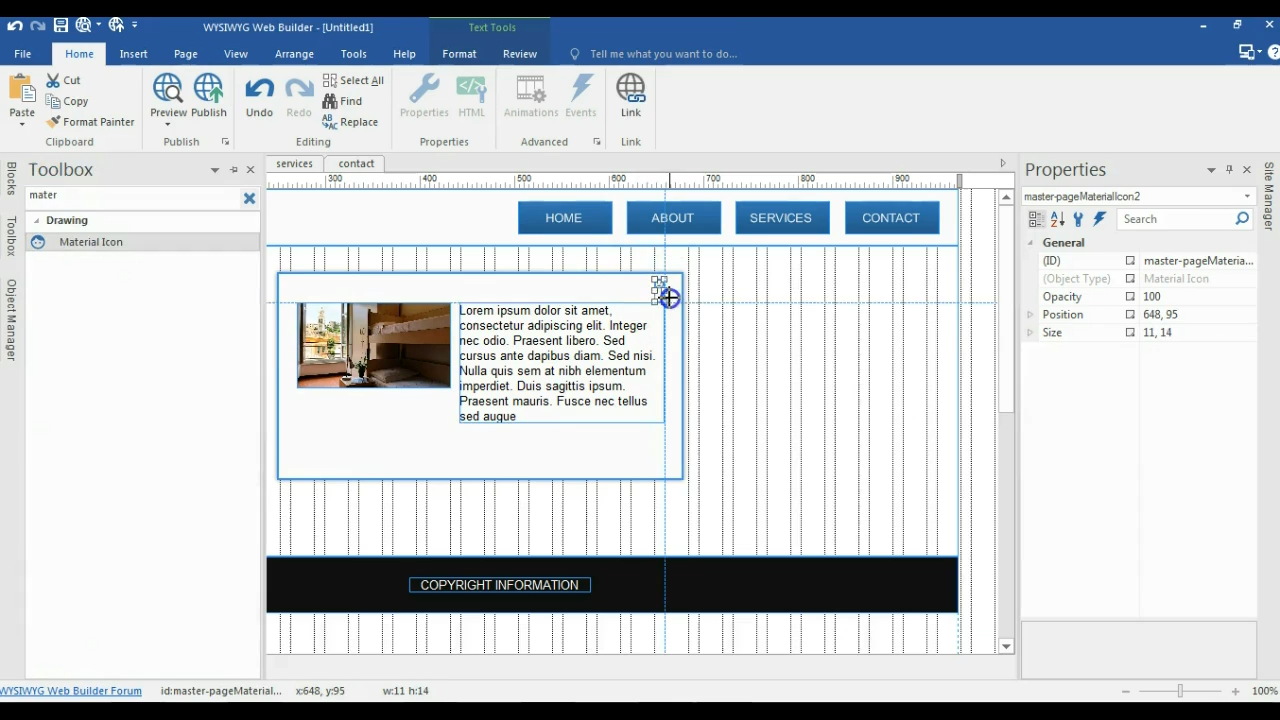 WYSIWYG Web Builder - [Untitled1]
Text Tools
File
Home
Insert
Page
View
Arrange
Tools
Help
Format
Review
Tell me what you want to do...
Paste
Cut
Copy
Format Painter
Clipboard
Preview
Publish
Publish
Undo
Redo
Select All
Find
Replace
Editing
Properties
HTML
Properties
Animations
Events
Advanced
Link
Link
Blocks
Toolbox
Object Manager
Toolbox
mater
Drawing
Material Icon
services
contact
300
400
500
600
700
800
900
HOME
ABOUT
SERVICES
CONTACT
Lorem ipsum dolor sit amet,
consectetur adipiscing elit. Integer
nec odio. Praesent libero. Sed
cursus ante dapibus diam. Sed nisi.
Nulla quis sem at nibh elementum
imperdiet. Duis sagittis ipsum.
Praesent mauris. Fusce nec tellus
sed augue
COPYRIGHT INFORMATION
Properties
master-pageMaterialIcon2
Search
General
(ID) master-pageMateria...
(Object Type) Material Icon
Opacity 100
Position 648, 95
Size 11, 14
Site Manager
WYSIWYG Web Builder Forum
id:master-pageMaterial...
x:648, y:95
w:11 h:14
100%